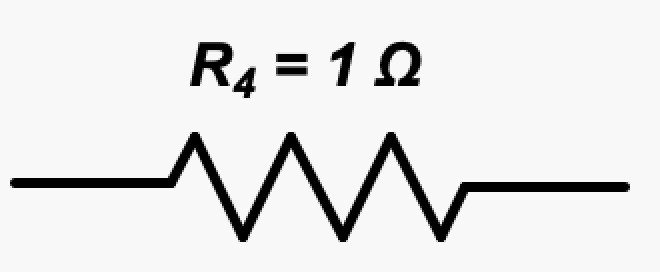 R₄ = 1 Ω